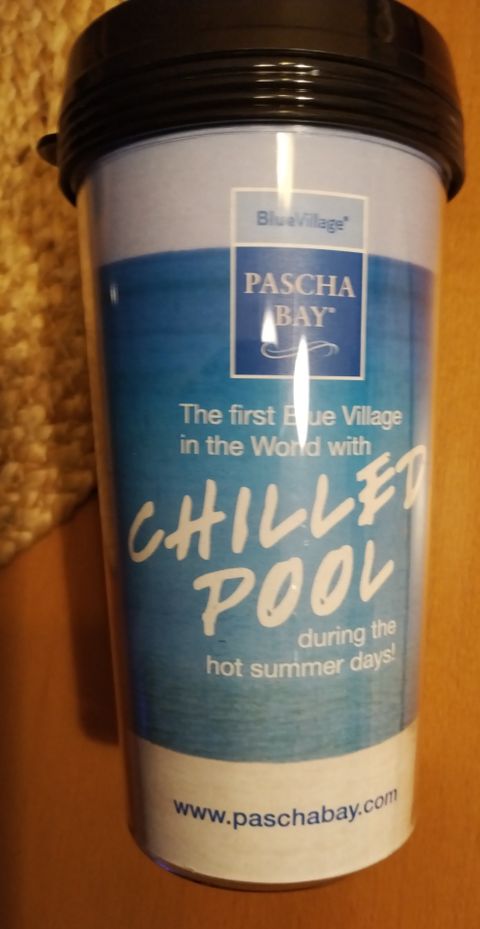 BlueVillage®
PASCHA
BAY®
The first Blue Village
in the World with
CHILLED
POOL
during the
hot summer days!
www.paschabay.com